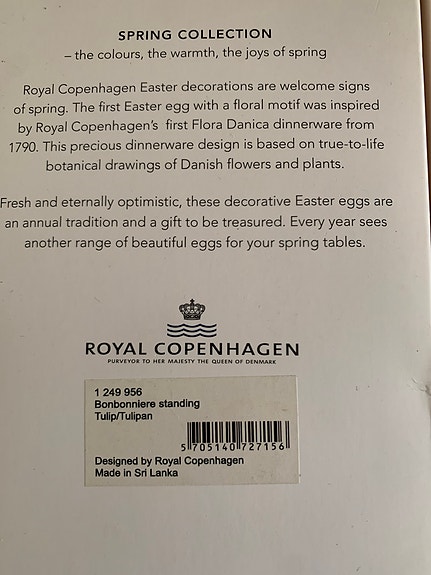 SPRING COLLECTION
– the colours, the warmth, the joys of spring
Royal Copenhagen Easter decorations are welcome signs
of spring. The first Easter egg with a floral motif was inspired
by Royal Copenhagen's first Flora Danica dinnerware from
1790. This precious dinnerware design is based on true-to-life
botanical drawings of Danish flowers and plants.
Fresh and eternally optimistic, these decorative Easter eggs are
an annual tradition and a gift to be treasured. Every year sees
another range of beautiful eggs for your spring tables.
ROYAL COPENHAGEN
PURVEYOR TO HER MAJESTY THE QUEEN OF DENMARK
1 249 956
Bonbonniere standing
Tulip/Tulipan
5 705140 727156
Designed by Royal Copenhagen
Made in Sri Lanka